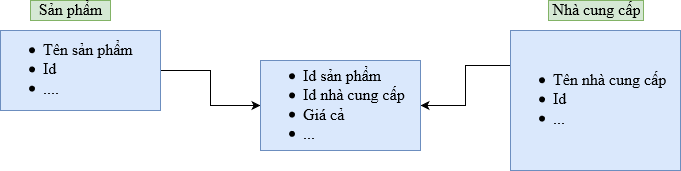 Sản phẩm
• Tên sản phẩm
• Id
• ....
• Id sản phẩm
• Id nhà cung cấp
• Giá cả
• ...
Nhà cung cấp
• Tên nhà cung cấp
• Id
• ...